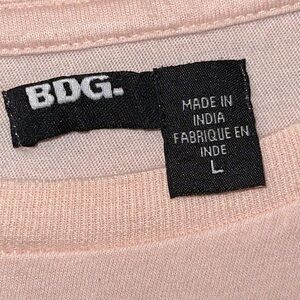 BDG.
MADE IN
INDIA
FABRIQUE EN
INDE
L